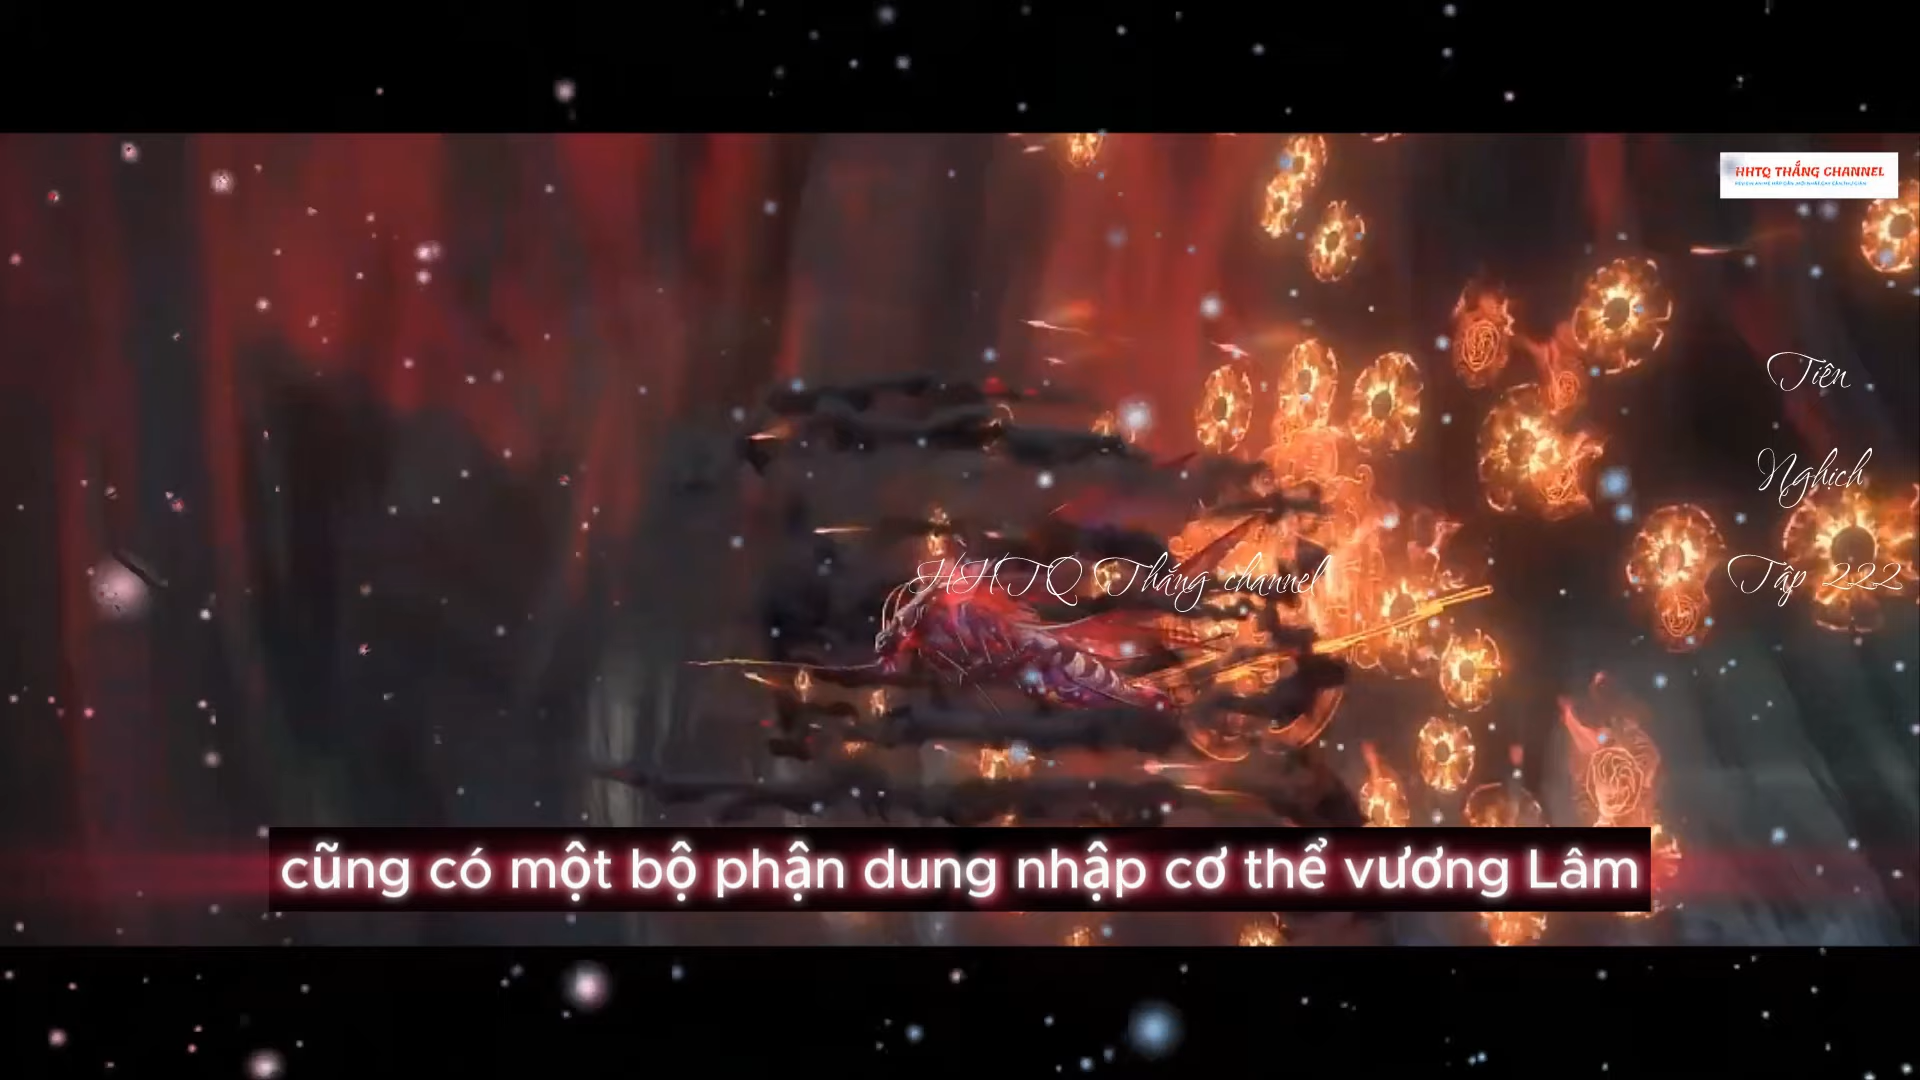 HHTQ THẮNG CHANNEL
Tiên
Nghịch
HHTQ Thắng channel
Tập 222
cũng có một bộ phận dung nhập cơ thể vương Lâm